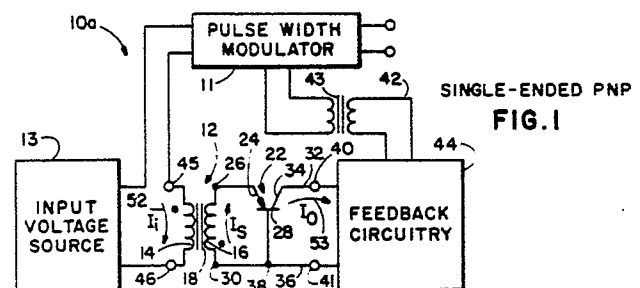 10a
PULSE WIDTH
MODULATOR
11
43
42
SINGLE-ENDED PNP
FIG.1
13
12
24
22
44
45
26
32
40
34
52
INPUT
VOLTAGE
SOURCE
Ii
IS
IO
FEEDBACK
CIRCUITRY
28
53
14
16
46
18
30
38
36
41